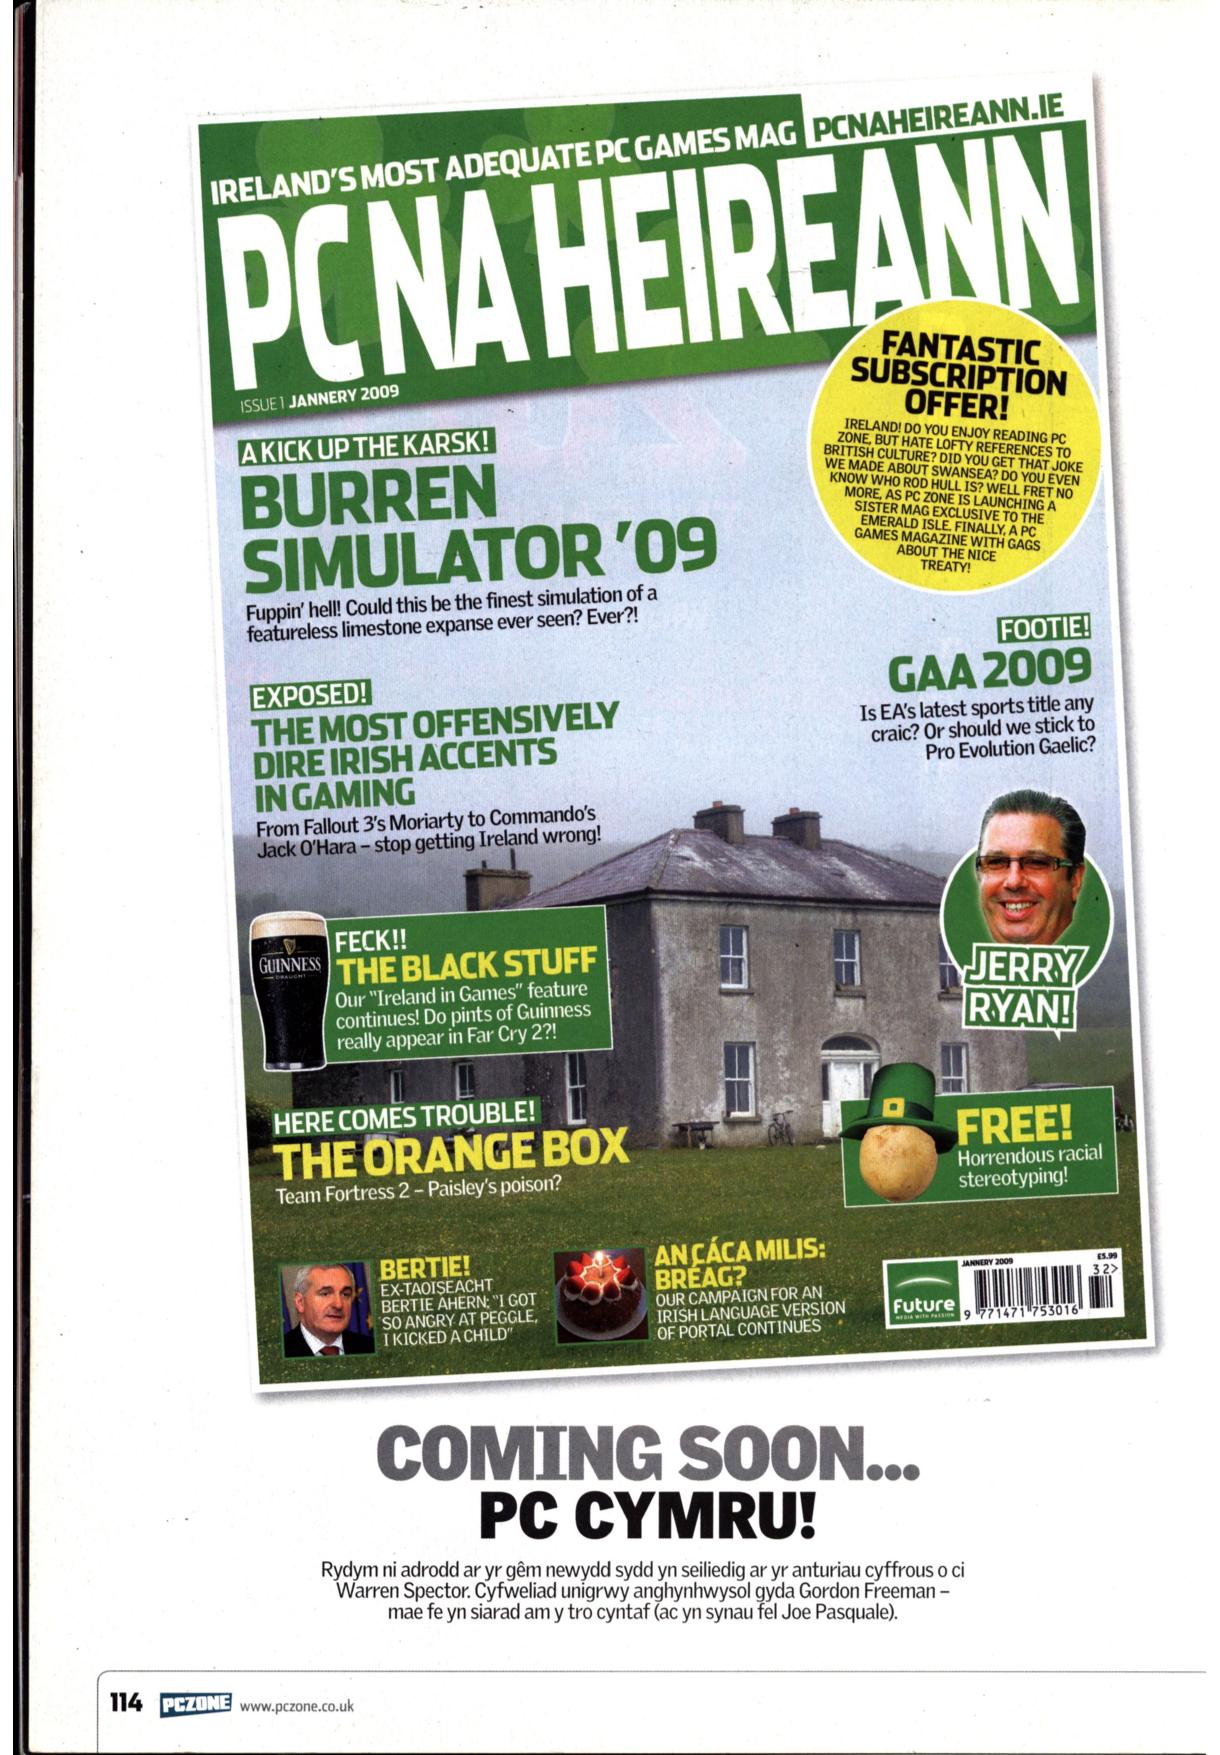 IRELAND'S MOST ADEQUATE PC GAMES MAG
PCNAHEIREANN.IE
PC NA HEIREANN
ISSUE 1 JANNERY 2009
FANTASTIC
SUBSCRIPTION
OFFER!
IRELAND! DO YOU ENJOY READING PC
ZONE, BUT HATE LOFTY REFERENCES TO
BRITISH CULTURE? DID YOU GET THAT JOKE
WE MADE ABOUT SWANSEA? DO YOU EVEN
KNOW WHO ROD HULL IS? WELL FRET NO
MORE, AS PC ZONE IS LAUNCHING A
SISTER MAG EXCLUSIVE TO THE
EMERALD ISLE. FINALLY, A PC
GAMES MAGAZINE WITH GAGS
ABOUT THE NICE
TREATY!
A KICK UP THE KARSK!
BURREN
SIMULATOR '09
Fuppin' hell! Could this be the finest simulation of a
featureless limestone expanse ever seen? Ever?!
FOOTIE!
GAA 2009
Is EA's latest sports title any
craic? Or should we stick to
Pro Evolution Gaelic?
EXPOSED!
THE MOST OFFENSIVELY
DIRE IRISH ACCENTS
IN GAMING
From Fallout 3's Moriarty to Commando's
Jack O'Hara – stop getting Ireland wrong!
JERRY
RYAN!
GUINNESS
DRAUGHT
FECK!!
THE BLACK STUFF
Our "Ireland in Games" feature
continues! Do pints of Guinness
really appear in Far Cry 2?!
HERE COMES TROUBLE!
THE ORANGE BOX
Team Fortress 2 – Paisley's poison?
FREE!
Horrendous racial
stereotyping!
BERTIE!
EX-TAOISEACHT
BERTIE AHERN: "I GOT
SO ANGRY AT PEGGLE,
I KICKED A CHILD"
AN CÁCA MILIS:
BRÉAG?
OUR CAMPAIGN FOR AN
IRISH LANGUAGE VERSION
OF PORTAL CONTINUES
Future
MEDIA WITH PASSION
JANNERY 2009
£5.99
32>
9 771471 753016
COMING SOON...
PC CYMRU!
Rydym ni adrodd ar yr gêm newydd sydd yn seiliedig ar yr anturiau cyffrous o ci
Warren Spector. Cyfweliad unigrwy anghynhwysol gyda Gordon Freeman –
mae fe yn siarad am y tro cyntaf (ac yn synau fel Joe Pasquale).
114 PCZONE www.pczone.co.uk